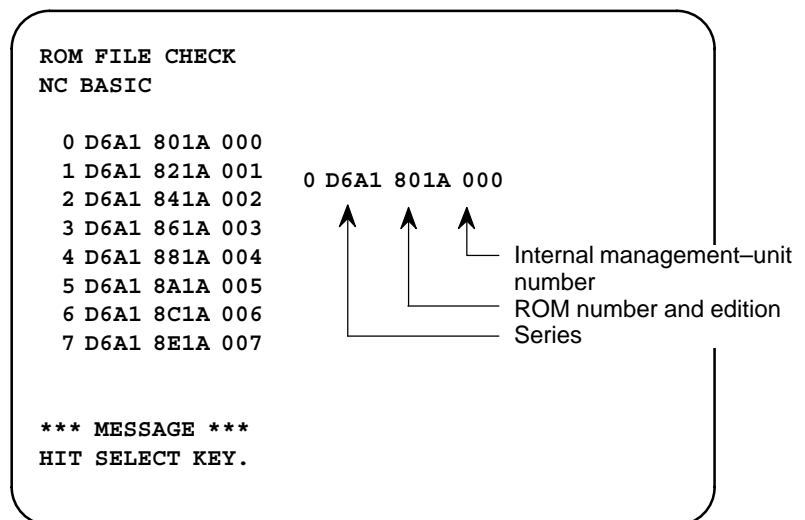 ROM FILE CHECK
NC BASIC
0 D6A1 801A 000
1 D6A1 821A 001
2 D6A1 841A 002
3 D6A1 861A 003
4 D6A1 881A 004
5 D6A1 8A1A 005
6 D6A1 8C1A 006
7 D6A1 8E1A 007
0 D6A1 801A 000
Internal management–unit
number
ROM number and edition
Series
*** MESSAGE ***
HIT SELECT KEY.